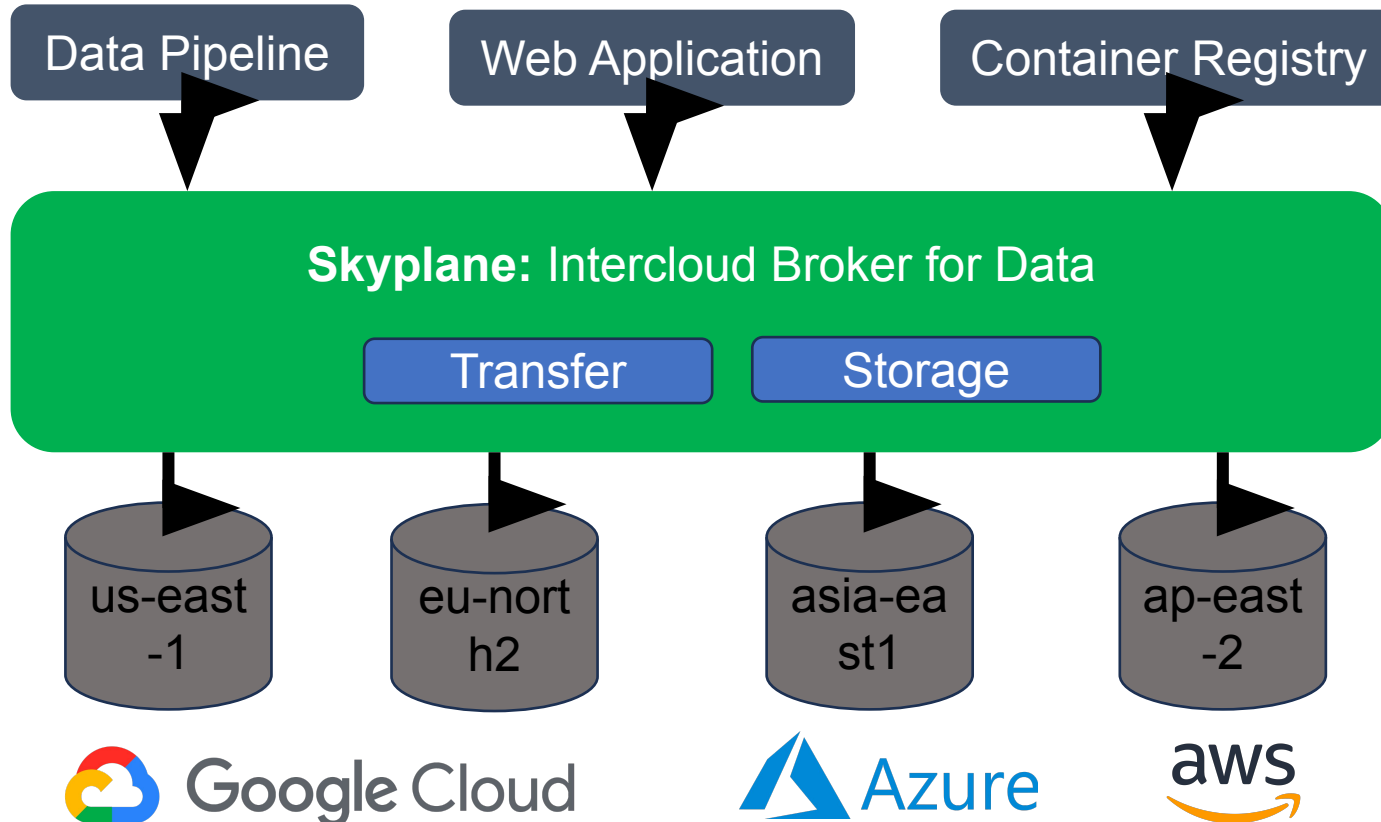 Data Pipeline
Web Application
Container Registry
Skyplane: Intercloud Broker for Data
Transfer
Storage
us-east
-1
eu-nort
h2
asia-ea
st1
ap-east
-2
Google Cloud
Azure
aws